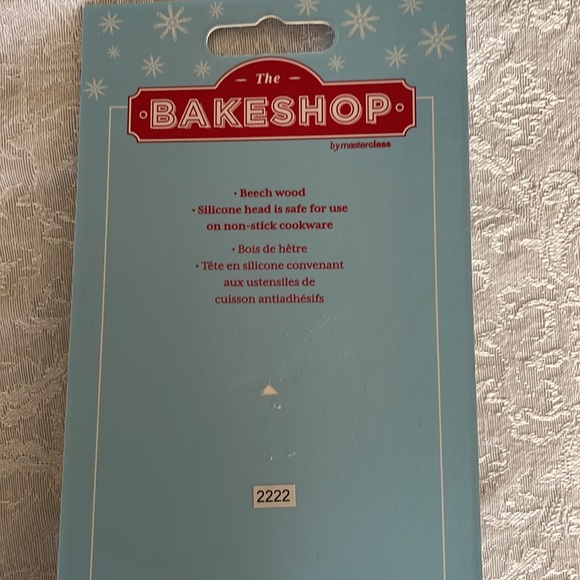 The
BAKESHOP
by masterclass
• Beech wood
• Silicone head is safe for use
on non-stick cookware
• Bois de hêtre
• Tête en silicone convenant
aux ustensiles de
cuisson antiadhésifs
2222